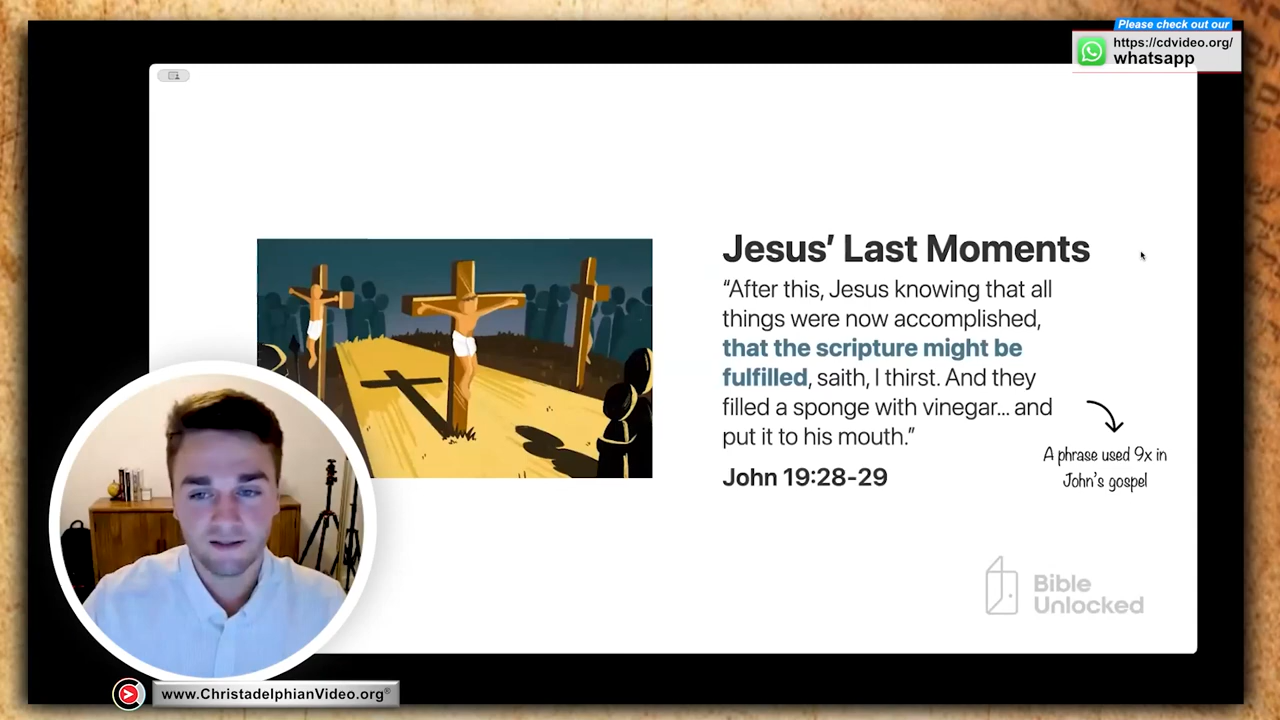 Please check out our
https://cdvideo.org/
whatsapp
Jesus’ Last Moments
“After this, Jesus knowing that all
things were now accomplished,
that the scripture might be
fulfilled, saith, I thirst. And they
filled a sponge with vinegar... and
put it to his mouth.”
John 19:28-29
A phrase used 9x in
John’s gospel
Bible
Unlocked
www.ChristadelphianVideo.org®